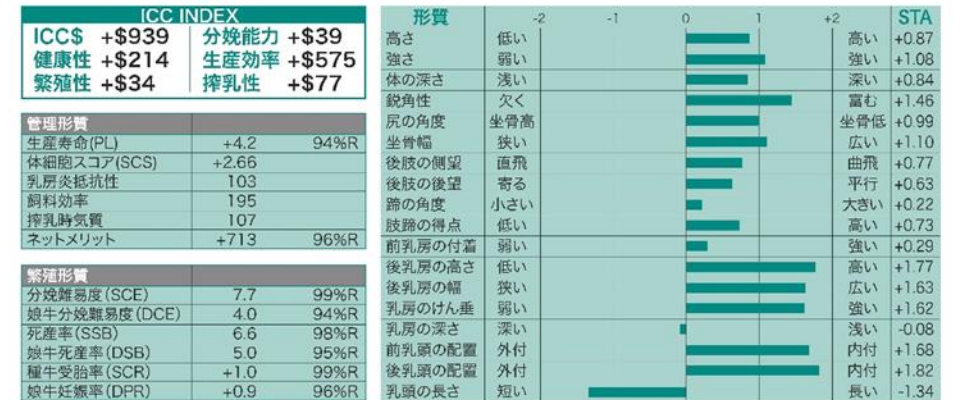 ICC INDEX
ICC$ +$939 分娩能力 +$39
健康性 +$214 生産効率 +$575
繁殖性 +$34 搾乳性 +$77
管理形質
生産寿命(PL) +4.2 94%R
体細胞スコア(SCS) +2.66
乳房炎抵抗性 103
飼料効率 195
搾乳時気質 107
ネットメリット +713 96%R
繁殖形質
分娩難易度(SCE) 7.7 99%R
娘牛分娩難易度(DCE) 4.0 94%R
死産率(SSB) 6.6 98%R
娘牛死産率(DSB) 5.0 95%R
種牛受胎率(SCR) +1.0 99%R
娘牛妊娠率(DPR) +0.9 96%R
形質 -2 -1 0 1 +2 STA
高さ 低い 高い +0.87
強さ 弱い 強い +1.08
体の深さ 浅い 深い +0.84
鋭角性 欠く 富む +1.46
尻の角度 坐骨高 坐骨低 +0.99
坐骨幅 狭い 広い +1.10
後肢の側望 直飛 曲飛 +0.77
後肢の後望 寄る 平行 +0.63
蹄の角度 小さい 大きい +0.22
肢蹄の得点 低い 高い +0.73
前乳房の付着 弱い 強い +0.29
後乳房の高さ 低い 高い +1.77
後乳房の幅 狭い 広い +1.63
乳房のけん垂 弱い 強い +1.62
乳房の深さ 深い 浅い -0.08
前乳頭の配置 外付 内付 +1.68
後乳頭の配置 外付 内付 +1.82
乳頭の長さ 短い 長い -1.34